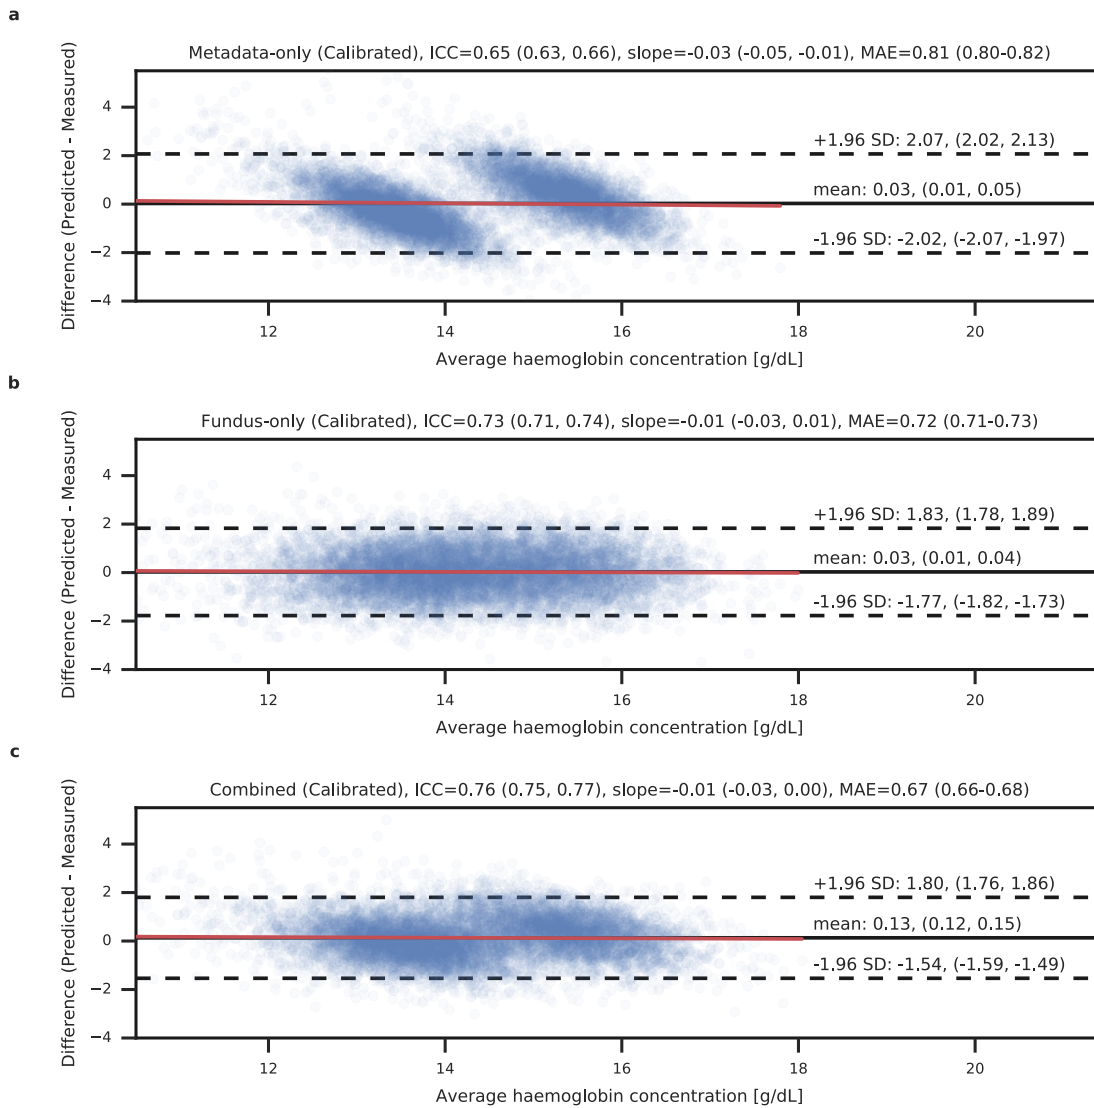 a
Metadata-only (Calibrated), ICC=0.65 (0.63, 0.66), slope=-0.03 (-0.05, -0.01), MAE=0.81 (0.80-0.82)
Difference (Predicted - Measured)
4
2
0
−2
−4
+1.96 SD: 2.07, (2.02, 2.13)
mean: 0.03, (0.01, 0.05)
-1.96 SD: -2.02, (-2.07, -1.97)
12 14 16 18 20
Average haemoglobin concentration [g/dL]
b
Fundus-only (Calibrated), ICC=0.73 (0.71, 0.74), slope=-0.01 (-0.03, 0.01), MAE=0.72 (0.71-0.73)
Difference (Predicted - Measured)
4
2
0
−2
−4
+1.96 SD: 1.83, (1.78, 1.89)
mean: 0.03, (0.01, 0.04)
-1.96 SD: -1.77, (-1.82, -1.73)
12 14 16 18 20
Average haemoglobin concentration [g/dL]
c
Combined (Calibrated), ICC=0.76 (0.75, 0.77), slope=-0.01 (-0.03, 0.00), MAE=0.67 (0.66-0.68)
Difference (Predicted - Measured)
4
2
0
−2
−4
+1.96 SD: 1.80, (1.76, 1.86)
mean: 0.13, (0.12, 0.15)
-1.96 SD: -1.54, (-1.59, -1.49)
12 14 16 18 20
Average haemoglobin concentration [g/dL]